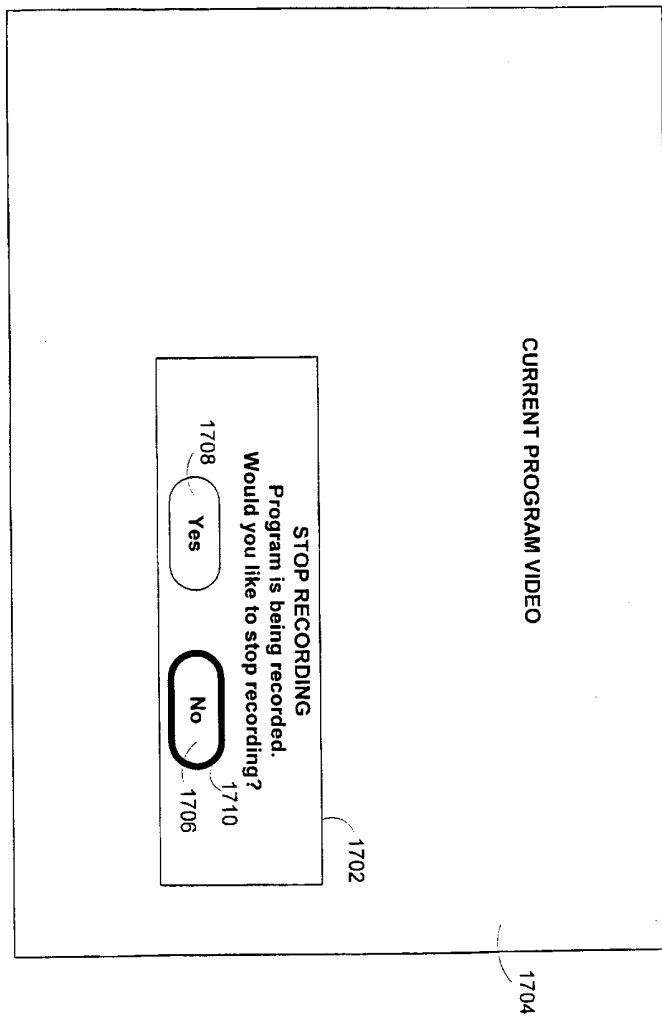 CURRENT PROGRAM VIDEO
STOP RECORDING
Program is being recorded.
Would you like to stop recording?
1708
Yes
No
1710
1706
1702
1704